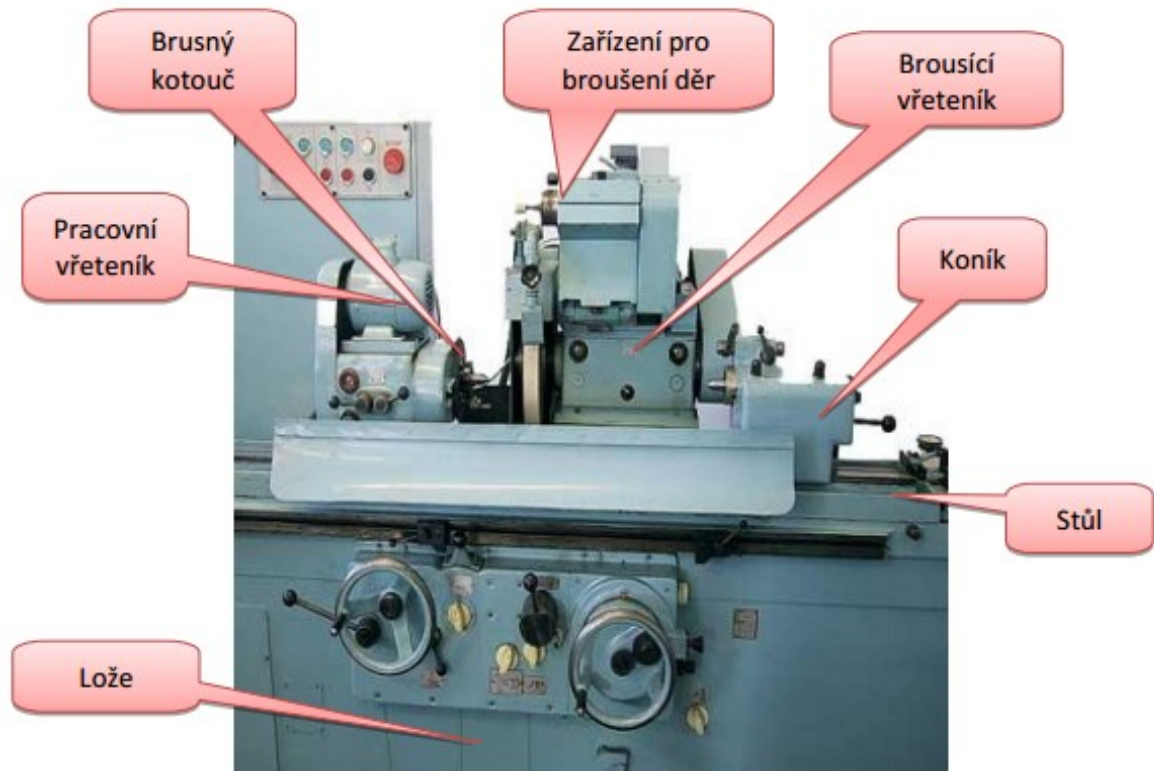 Brusný
kotouč
Zařízení pro
broušení děr
Brousící
vřeteník
Pracovní
vřeteník
Koník
Stůl
Lože